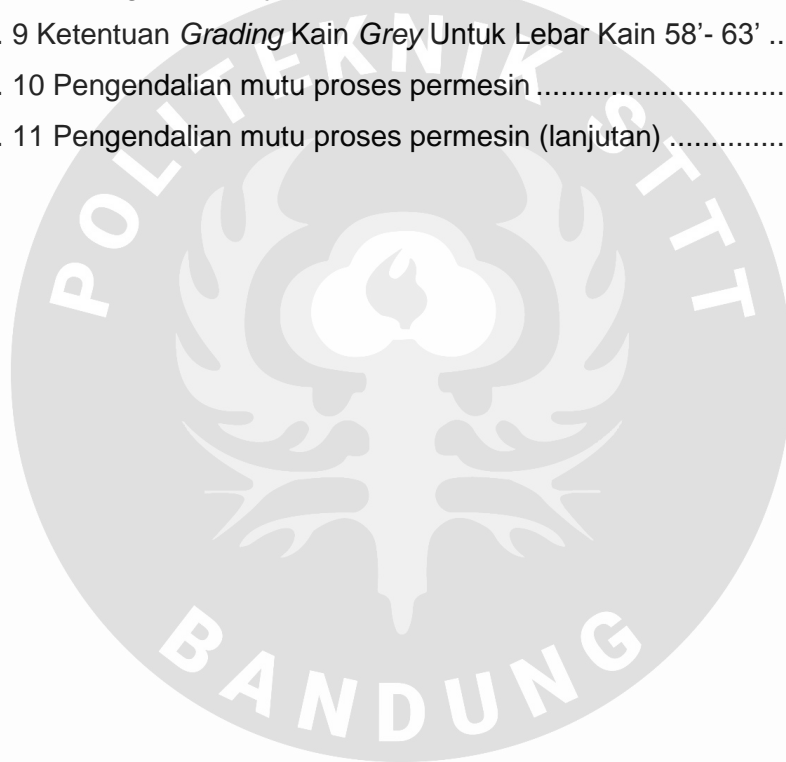 . 9 Ketentuan Grading Kain Grey Untuk Lebar Kain 58’- 63’ ..
. 10 Pengendalian mutu proses permesin ............................
. 11 Pengendalian mutu proses permesin (lanjutan) .............
POLITEKNIK STTT
BANDUNG